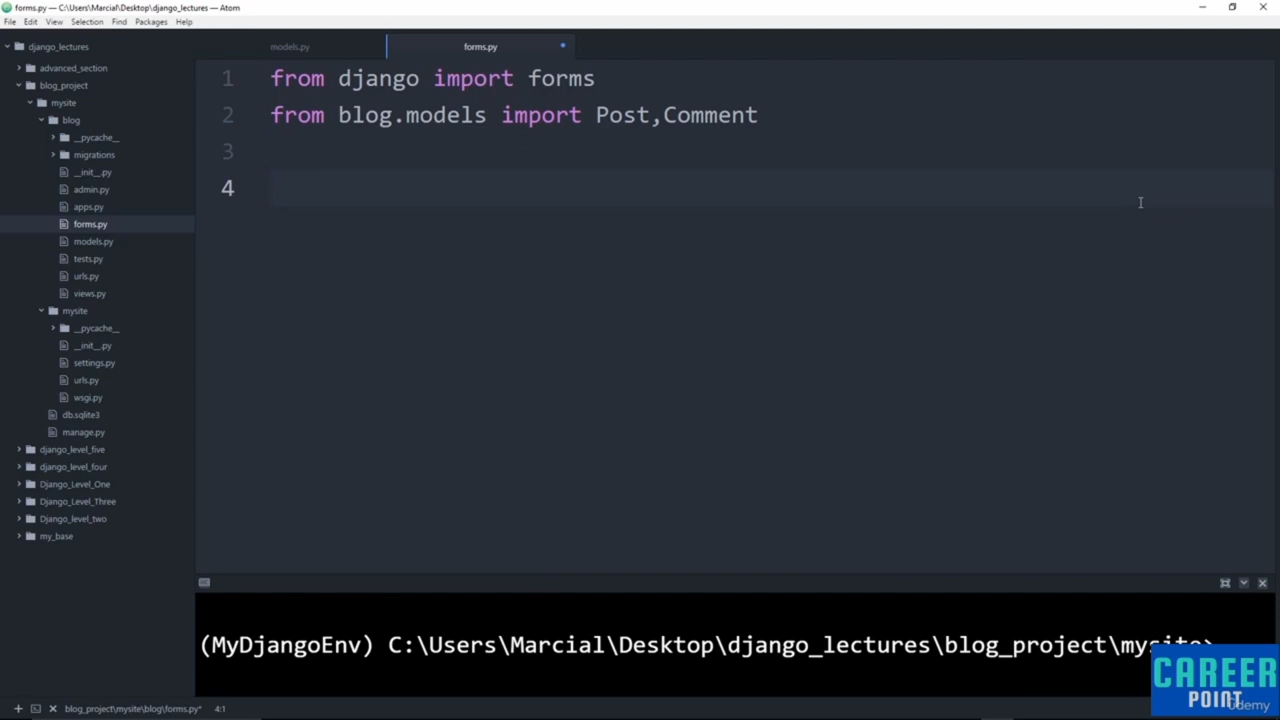 forms.py — C:\Users\Marcial\Desktop\django_lectures — Atom
File Edit View Selection Find Packages Help
django_lectures
advanced_section
blog_project
mysite
blog
__pycache__
migrations
__init__.py
admin.py
apps.py
forms.py
models.py
tests.py
urls.py
views.py
mysite
__pycache__
__init__.py
settings.py
urls.py
wsgi.py
db.sqlite3
manage.py
django_level_five
django_level_four
Django_Level_One
Django_Level_Three
Django_level_two
my_base
models.py
forms.py
1 from django import forms
2 from blog.models import Post,Comment
3
4
(MyDjangoEnv) C:\Users\Marcial\Desktop\django_lectures\blog_project\mysite>
blog_project\mysite\blog\forms.py* 4:1
CAREER
POINT
Udemy